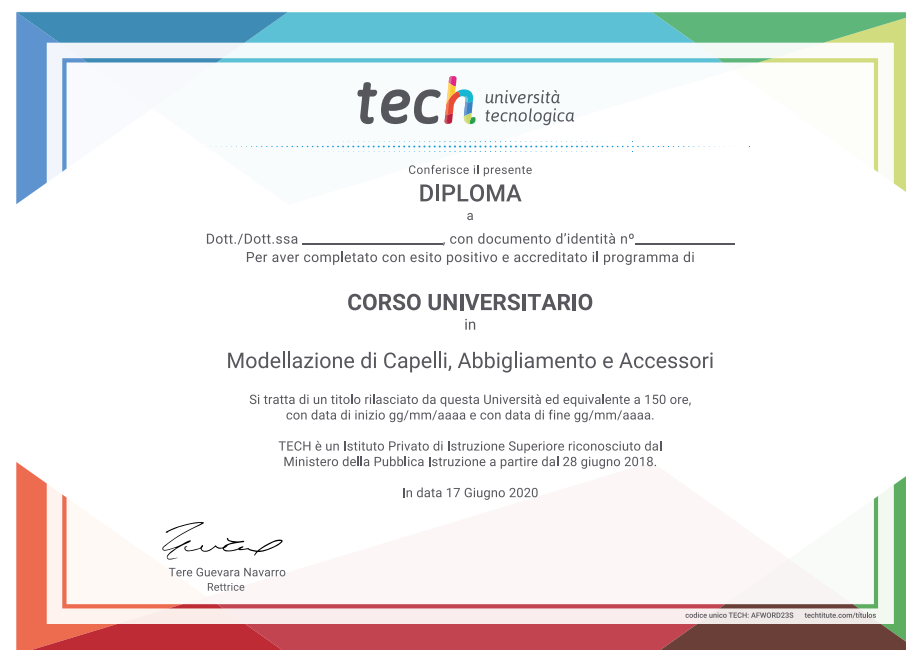 tech università
tecnologica
Conferisce il presente
DIPLOMA
a
Dott./Dott.ssa ____________________, con documento d'identità nº______________
Per aver completato con esito positivo e accreditato il programma di
CORSO UNIVERSITARIO
in
Modellazione di Capelli, Abbigliamento e Accessori
Si tratta di un titolo rilasciato da questa Università ed equivalente a 150 ore,
con data di inizio gg/mm/aaaa e con data di fine gg/mm/aaaa.
TECH è un Istituto Privato di Istruzione Superiore riconosciuto dal
Ministero della Pubblica Istruzione a partire dal 28 giugno 2018.
In data 17 Giugno 2020
Tere Guevara Navarro
Rettrice
codice unico TECH: AFWORD23S techtitute.com/titulos